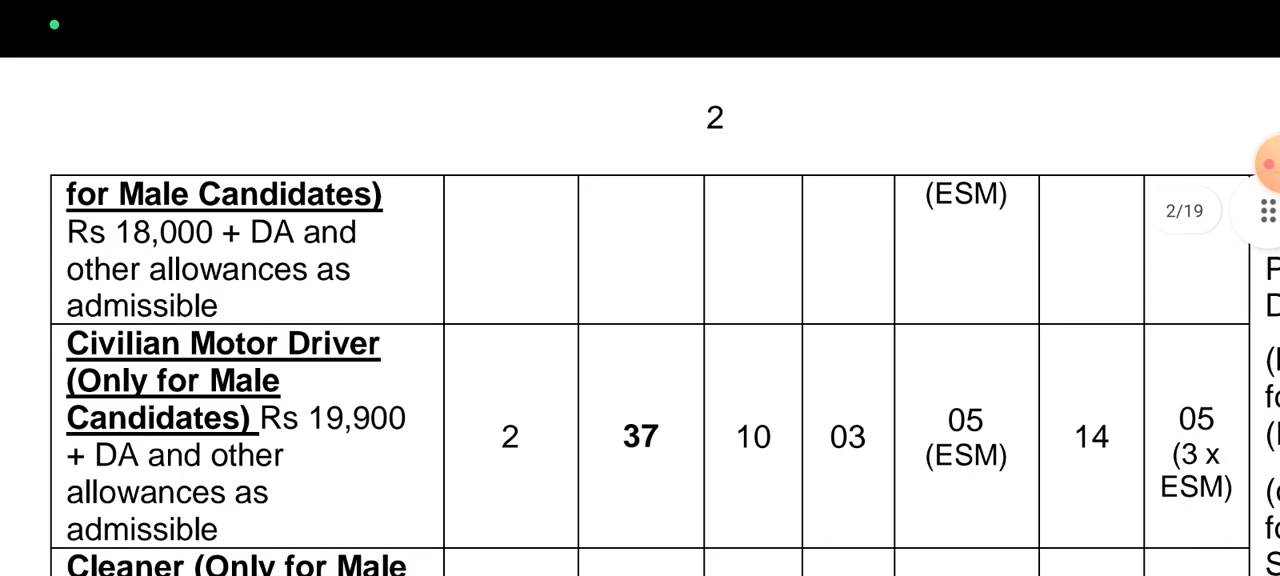 2
for Male Candidates)
Rs 18,000 + DA and
other allowances as
admissible
(ESM)
2/19
Civilian Motor Driver
(Only for Male
Candidates) Rs 19,900
+ DA and other
allowances as
admissible
2
37
10
03
05
(ESM)
14
05
(3 x
ESM)
Cleaner (Only for Male